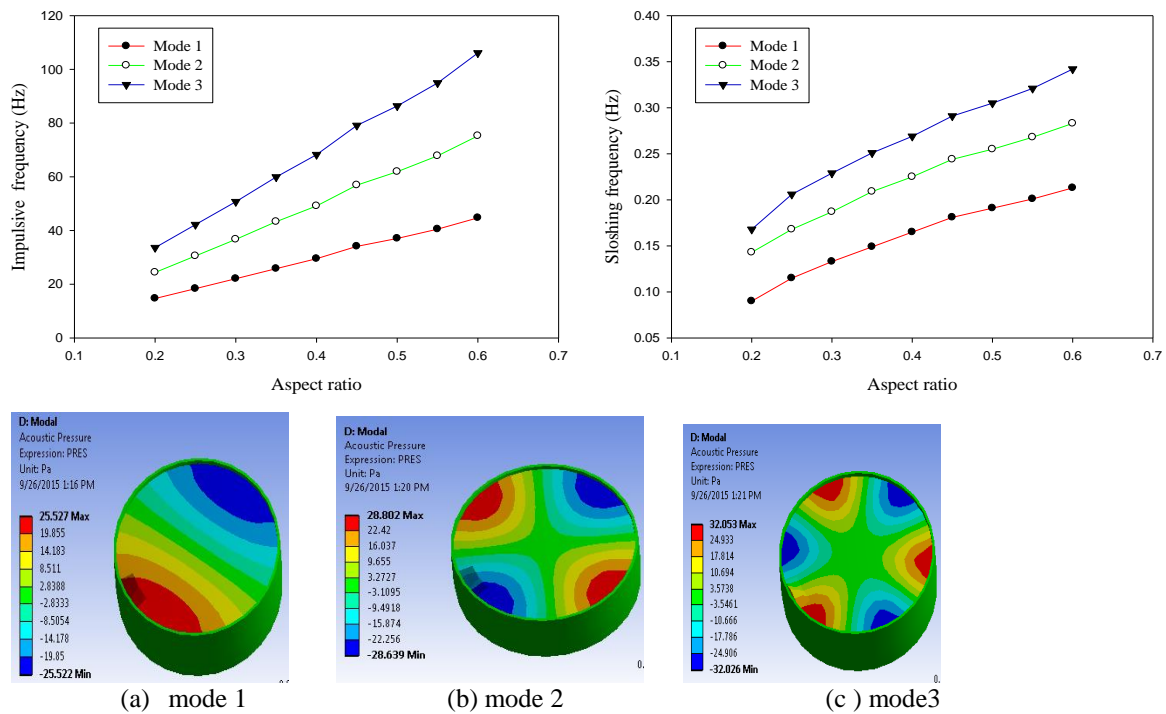 120
100
80
60
40
20
0
Impulsive frequency (Hz)
Mode 1
Mode 2
Mode 3
0.1 0.2 0.3 0.4 0.5 0.6 0.7
Aspect ratio
0.40
0.35
0.30
0.25
0.20
0.15
0.10
0.05
Sloshing frequency (Hz)
Mode 1
Mode 2
Mode 3
0.1 0.2 0.3 0.4 0.5 0.6 0.7
Aspect ratio
D: Modal
Acoustic Pressure
Expression: PRES
Unit: Pa
9/26/2015 1:16 PM
25.527 Max
19.855
14.183
8.511
2.8388
-2.8333
-8.5054
-14.178
-19.85
-25.522 Min
(a) mode 1
D: Modal
Acoustic Pressure
Expression: PRES
Unit: Pa
9/26/2015 1:20 PM
28.802 Max
22.42
16.037
9.655
3.2727
-3.1095
-9.4918
-15.874
-22.256
-28.639 Min
0.
(b) mode 2
D: Modal
Acoustic Pressure
Expression: PRES
Unit: Pa
9/26/2015 1:21 PM
32.053 Max
24.933
17.814
10.694
3.5738
-3.5461
-10.666
-17.786
-24.906
-32.026 Min
0.
(c ) mode3